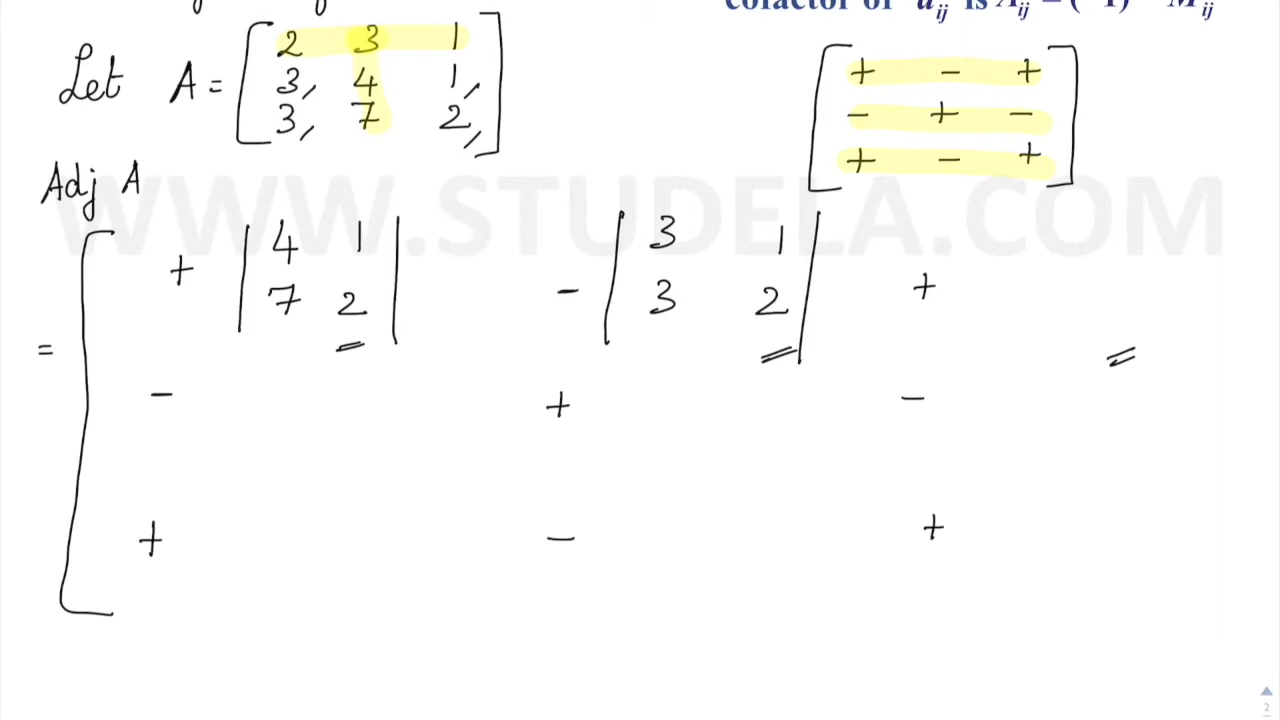 cofactor of a_ij is A_ij = (-1) M_ij
Let A = [ 2 3 1
3, 4 1,
3, 7 2, ]
[ + - +
- + -
+ - + ]
Adj A
WWW.STUDELA.COM
= [ + | 4 1 | - | 3 1 | +
| 7 2 | | 3 2 |
- + -
+ - +
2